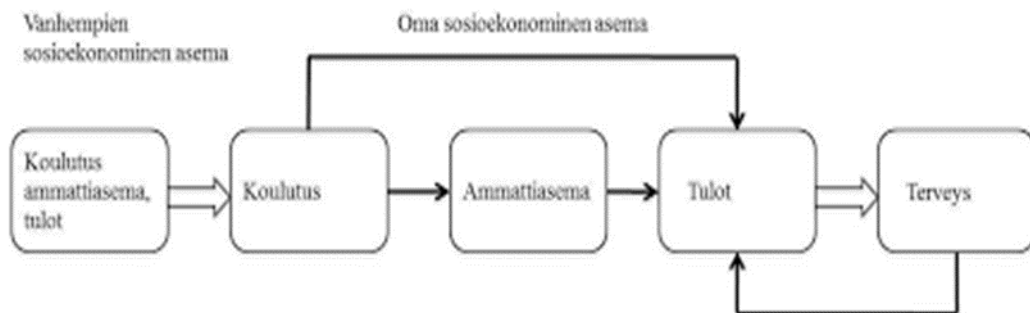 Vanhempien
sosioekonominen asema
Oma sosioekonominen asema
Koulutus
ammattiasema,
tulot
Koulutus
Ammattiasema
Tulot
Terveys